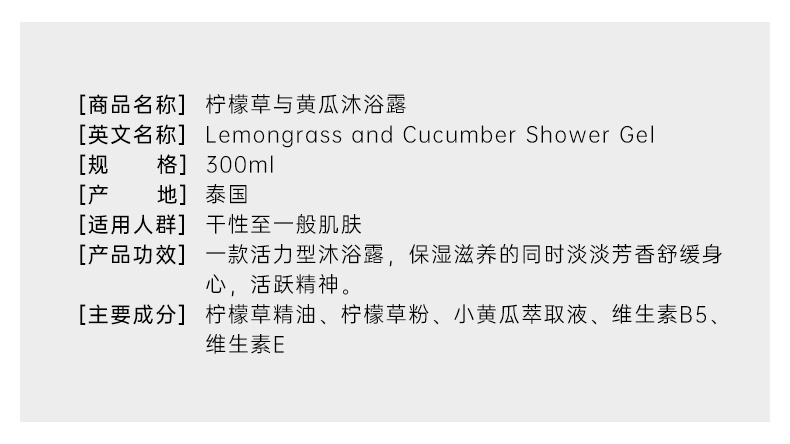 [商品名称] 柠檬草与黄瓜沐浴露
[英文名称] Lemongrass and Cucumber Shower Gel
[规 格] 300ml
[产 地] 泰国
[适用人群] 干性至一般肌肤
[产品功效] 一款活力型沐浴露，保湿滋养的同时淡淡芳香舒缓身
心，活跃精神。
[主要成分] 柠檬草精油、柠檬草粉、小黄瓜萃取液、维生素B5、
维生素E